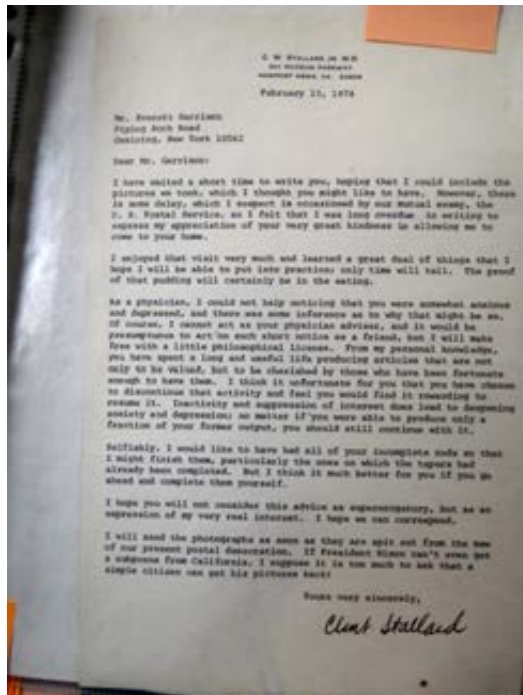 C W STALLARD, JR M D
February 13, 1974
Mr. Everett Garrison
Piping Rock Road
Ossining, New York 10562
Dear Mr. Garrison:
I have waited a short time to write you, hoping that I could include the
pictures we took, which I thought you might like to have. However, there
is some delay, which I suspect is occasioned by our mutual enemy, the
U. S. Postal Service, so I felt that I was long overdue in writing to
express my appreciation of your very great kindness in allowing me to
come to your home.
I enjoyed that visit very much and learned a great deal of things that I
hope I will be able to put into practice; only time will tell. The proof
of that pudding will certainly be in the eating.
As a physician, I could not help noticing that you were somewhat anxious
and depressed, and there was some inference as to why that might be so.
Of course, I cannot act as your physician adviser, and it would be
presumptuous to act on such short notice as a friend, but I will make
free with a little philosophical license. From my personal knowledge,
you have spent a long and useful life producing articles that are not
only to be valued, but to be cherished by those who have been fortunate
enough to have them. I think it unfortunate for you that you have chosen
to discontinue that activity and feel you would find it rewarding to
resume it. Inactivity and suppression of interest does lead to deepening
anxiety and depression; no matter if you were able to produce only a
fraction of your former output, you should still continue with it.
Selfishly, I would like to have had all of your incomplete rods so that
I might finish them, particularly the ones on which the tapers had
already been completed. But I think it much better for you if you go
ahead and complete them yourself.
I hope you will not consider this advice as supererogatory, but as an
expression of my very real interest. I hope we can correspond.
I will send the photographs as soon as they are spit out from the maw
of our present postal desecration. If President Nixon can't even get
a subpoena from California, I suppose it is too much to ask that a
simple citizen can get his pictures back!
Yours very sincerely,
Clint Stallard